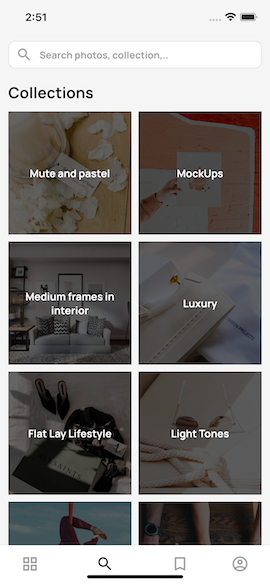 2:51
Search photos, collection,..
Collections
Mute and pastel
MockUps
Medium frames in
interior
Luxury
Flat Lay Lifestyle
SAINTS
Light Tones